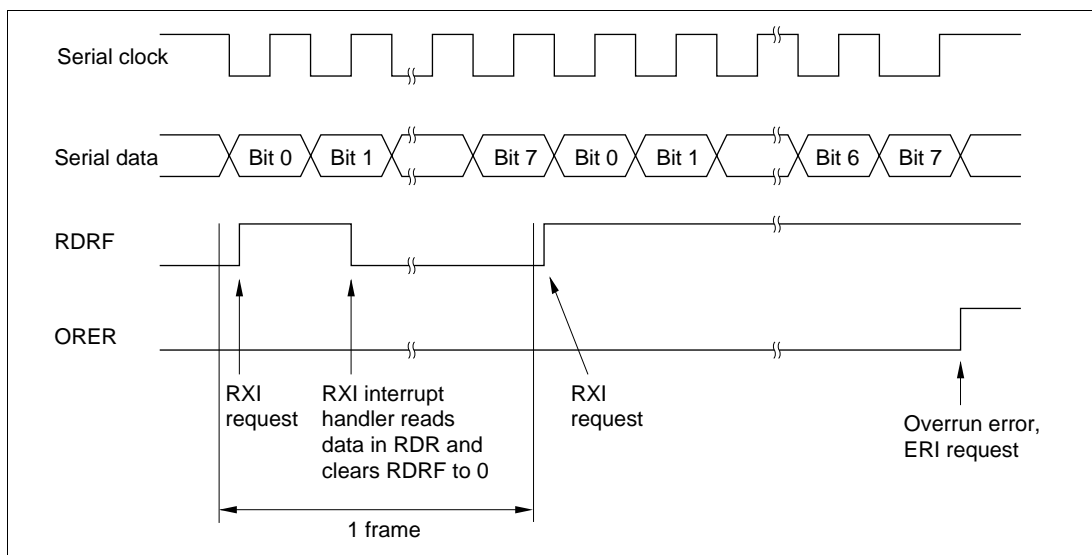 Serial clock
Serial data
Bit 0
Bit 1
Bit 7
Bit 0
Bit 1
Bit 6
Bit 7
RDRF
ORER
RXI
request
RXI interrupt
handler reads
data in RDR and
clears RDRF to 0
RXI
request
Overrun error,
ERI request
1 frame